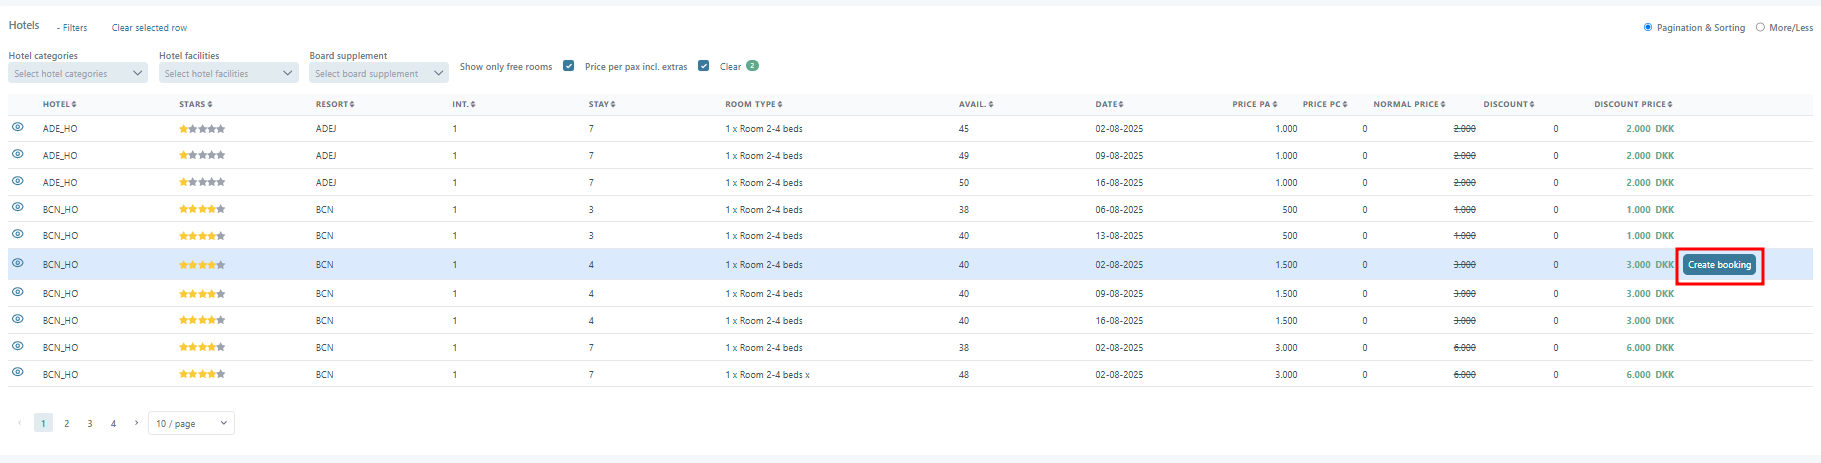 Hotels - Filters Clear selected row Pagination & Sorting More/Less
Hotel categories Hotel facilities Board supplement
Select hotel categories Select hotel facilities Select board supplement Show only free rooms Price per pax incl. extras Clear 2
HOTEL STARS RESORT INT. STAY ROOM TYPE AVAIL. DATE PRICE PA PRICE PC NORMAL PRICE DISCOUNT DISCOUNT PRICE
ADE_HO ADEJ 1 7 1 x Room 2-4 beds 45 02-08-2025 1.000 0 2.000 0 2.000 DKK
ADE_HO ADEJ 1 7 1 x Room 2-4 beds 49 09-08-2025 1.000 0 2.000 0 2.000 DKK
ADE_HO ADEJ 1 7 1 x Room 2-4 beds 50 16-08-2025 1.000 0 2.000 0 2.000 DKK
BCN_HO BCN 1 3 1 x Room 2-4 beds 38 06-08-2025 500 0 1.000 0 1.000 DKK
BCN_HO BCN 1 3 1 x Room 2-4 beds 40 13-08-2025 500 0 1.000 0 1.000 DKK
BCN_HO BCN 1 4 1 x Room 2-4 beds 40 02-08-2025 1.500 0 3.000 0 3.000 DKK Create booking
BCN_HO BCN 1 4 1 x Room 2-4 beds 40 09-08-2025 1.500 0 3.000 0 3.000 DKK
BCN_HO BCN 1 4 1 x Room 2-4 beds 40 16-08-2025 1.500 0 3.000 0 3.000 DKK
BCN_HO BCN 1 7 1 x Room 2-4 beds 38 02-08-2025 3.000 0 6.000 0 6.000 DKK
BCN_HO BCN 1 7 1 x Room 2-4 beds x 48 02-08-2025 3.000 0 6.000 0 6.000 DKK
1 2 3 4 10 / page